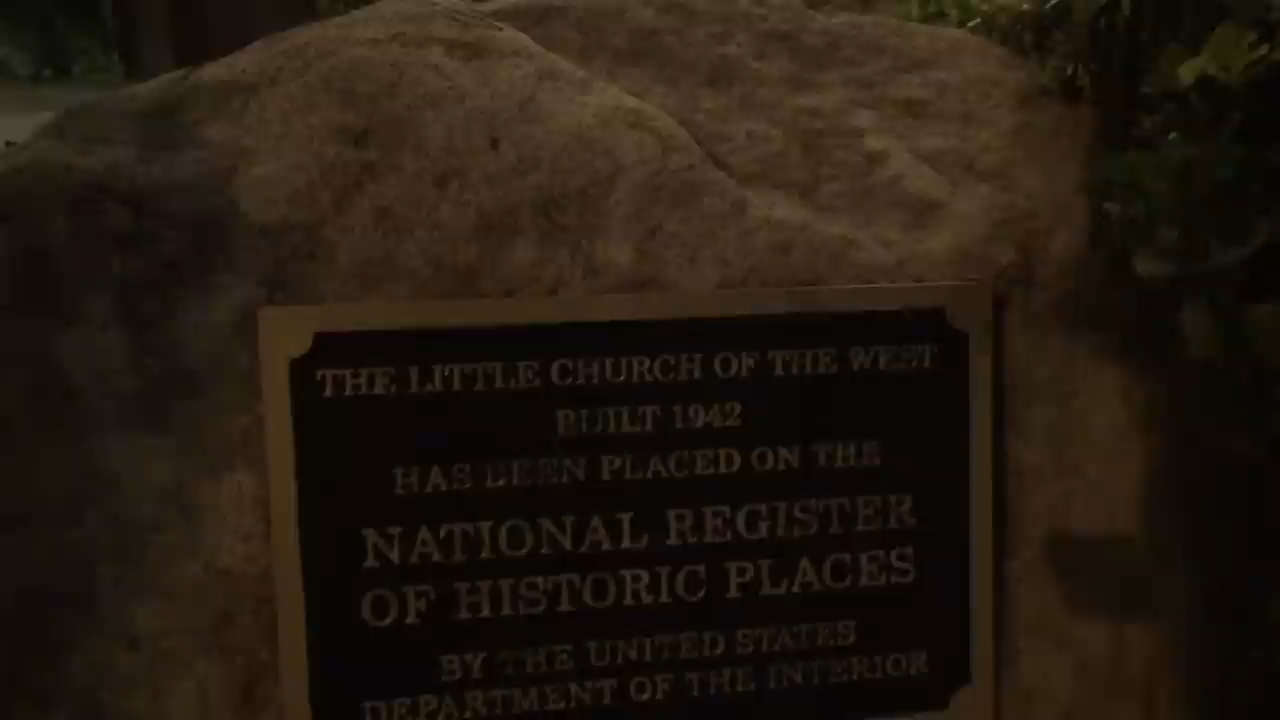 THE LITTLE CHURCH OF THE WEST
BUILT 1942
HAS BEEN PLACED ON THE
NATIONAL REGISTER
OF HISTORIC PLACES
BY THE UNITED STATES
DEPARTMENT OF THE INTERIOR